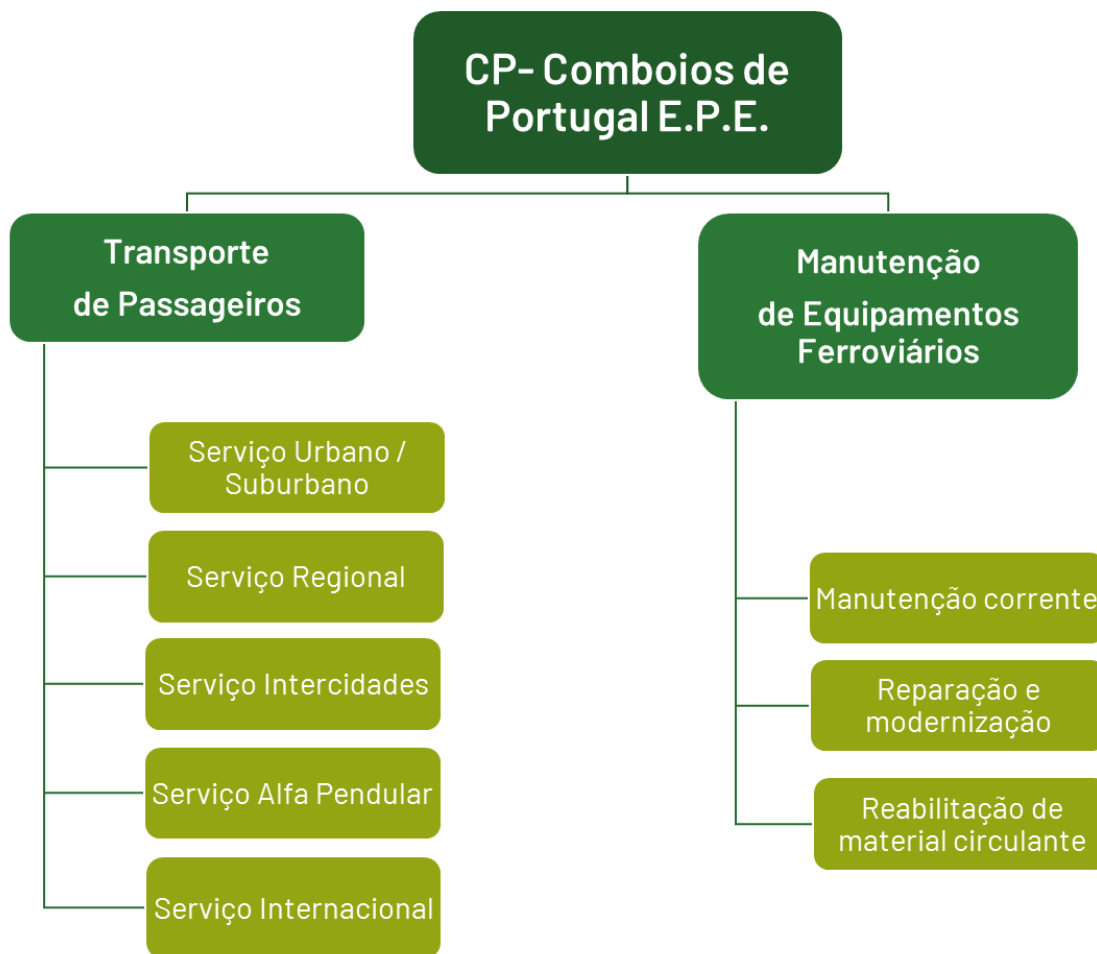 CP- Comboios de
Portugal E.P.E.
Transporte
de Passageiros
Serviço Urbano /
Suburbano
Serviço Regional
Serviço Intercidades
Serviço Alfa Pendular
Serviço Internacional
Manutenção
de Equipamentos
Ferroviários
Manutenção corrente
Reparação e
modernização
Reabilitação de
material circulante